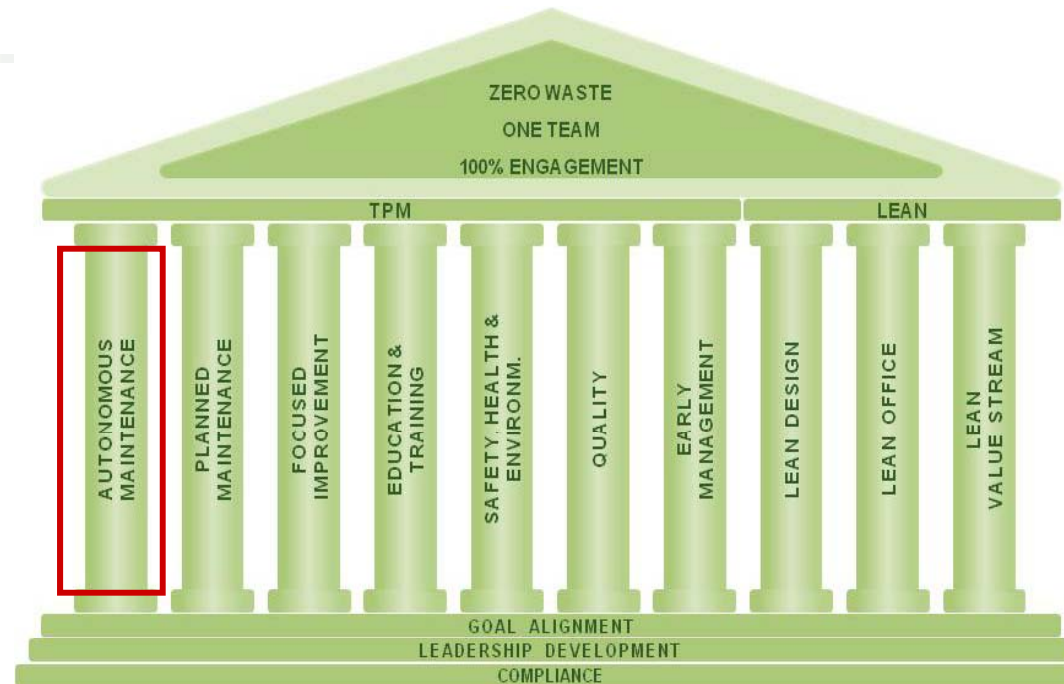 ZERO WASTE
ONE TEAM
100% ENGAGEMENT
TPM
LEAN
AUTONOMOUS
MAINTENANCE
PLANNED
MAINTENANCE
FOCUSED
IMPROVEMENT
EDUCATION &
TRAINING
SAFETY, HEALTH &
ENVIRONM.
QUALITY
EARLY
MANAGEMENT
LEAN DESIGN
LEAN OFFICE
LEAN
VALUE STREAM
GOAL ALIGNMENT
LEADERSHIP DEVELOPMENT
COMPLIANCE